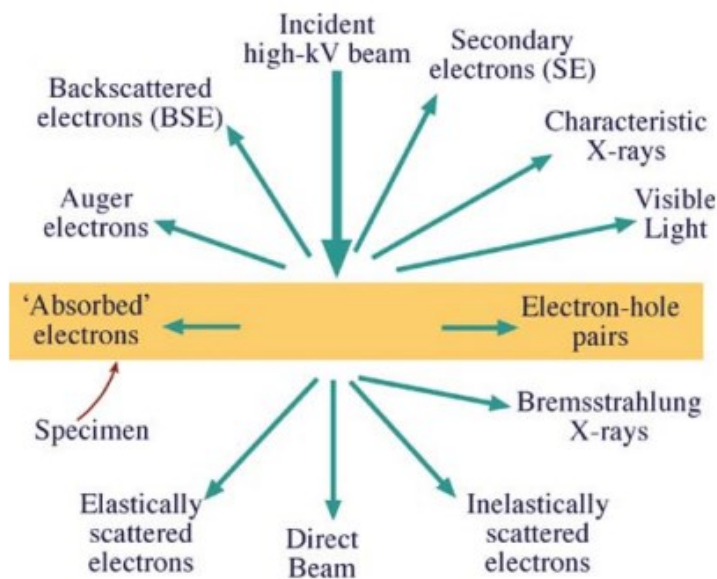 Incident
high-kV beam
Secondary
electrons (SE)
Backscattered
electrons (BSE)
Characteristic
X-rays
Auger
electrons
Visible
Light
‘Absorbed’
electrons
Electron-hole
pairs
Specimen
Bremsstrahlung
X-rays
Elastically
scattered
electrons
Direct
Beam
Inelastically
scattered
electrons